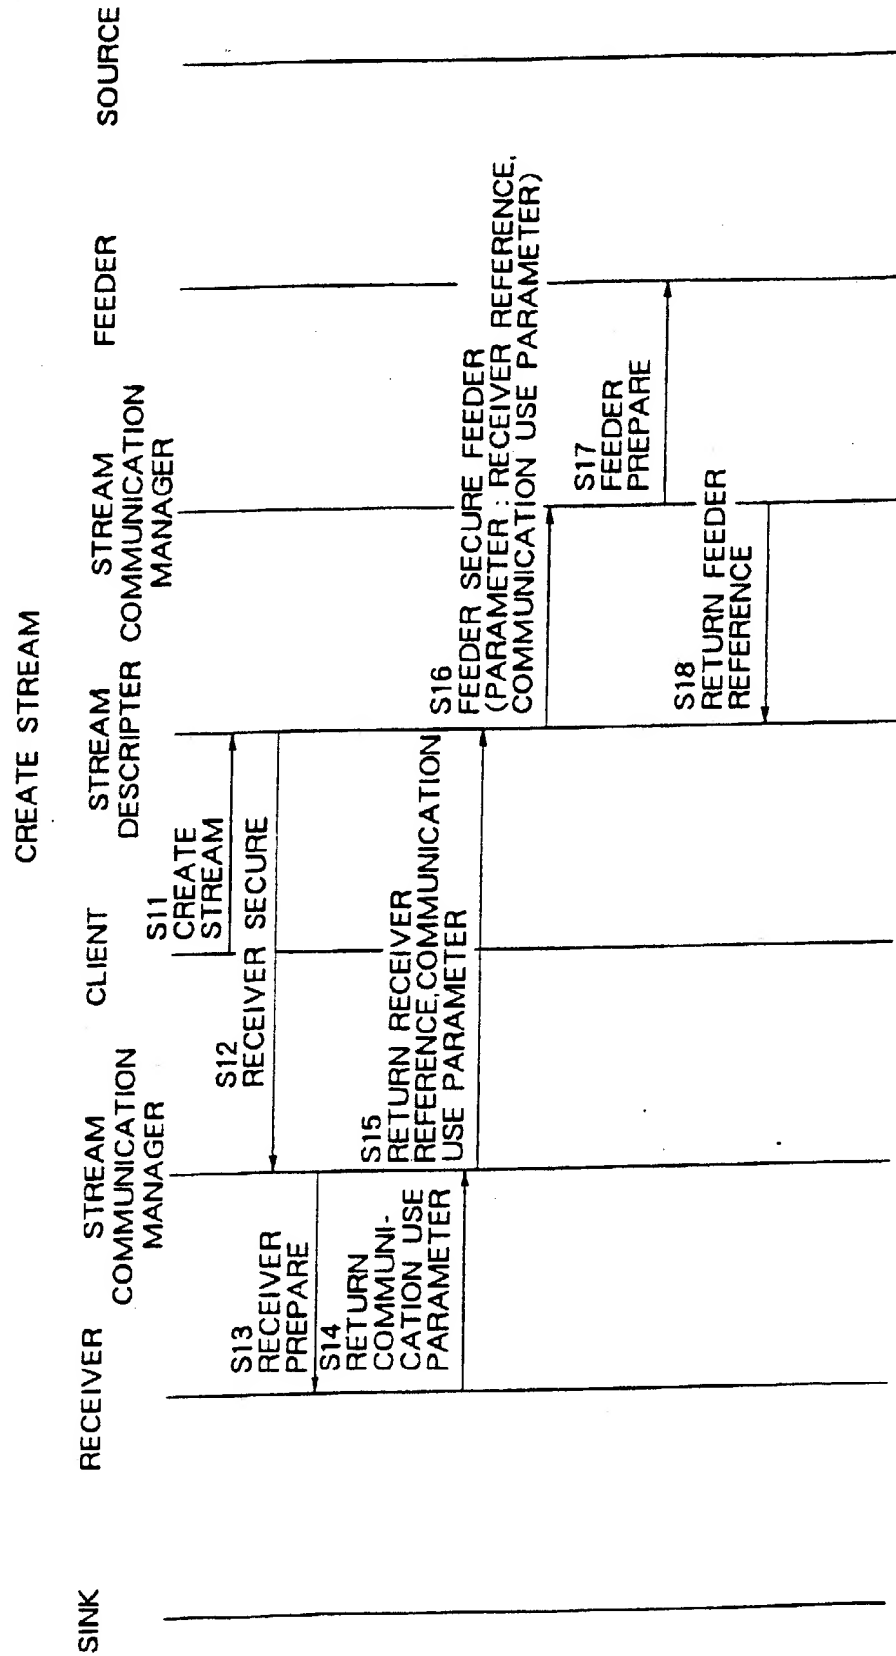 CREATE STREAM
SINK
RECEIVER
STREAM
COMMUNICATION
MANAGER
CLIENT
STREAM
DESCRIPTER
STREAM
COMMUNICATION
MANAGER
FEEDER
SOURCE
S11
CREATE
STREAM
S12
RECEIVER SECURE
S13
RECEIVER
PREPARE
S14
RETURN
COMMUNI-
CATION USE
PARAMETER
S15
RETURN RECEIVER
REFERENCE,COMMUNICATION
USE PARAMETER
S16
FEEDER SECURE FEEDER
(PARAMETER : RECEIVER REFERENCE,
COMMUNICATION USE PARAMETER)
S17
FEEDER
PREPARE
S18
RETURN FEEDER
REFERENCE